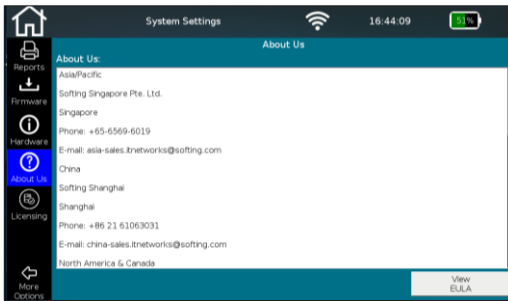 System Settings
16:44:09
51%
Reports
Firmware
Hardware
About Us
Licensing
More
Options
About Us
About Us:
Asia/Pacific
Softing Singapore Pte. Ltd.
Singapore
Phone: +65-6569-6019
E-mail: asia-sales.itnetworks@softing.com
China
Softing Shanghai
Shanghai
Phone: +86 21 61063031
E-mail: china-sales.itnetworks@softing.com
North America & Canada
View
EULA